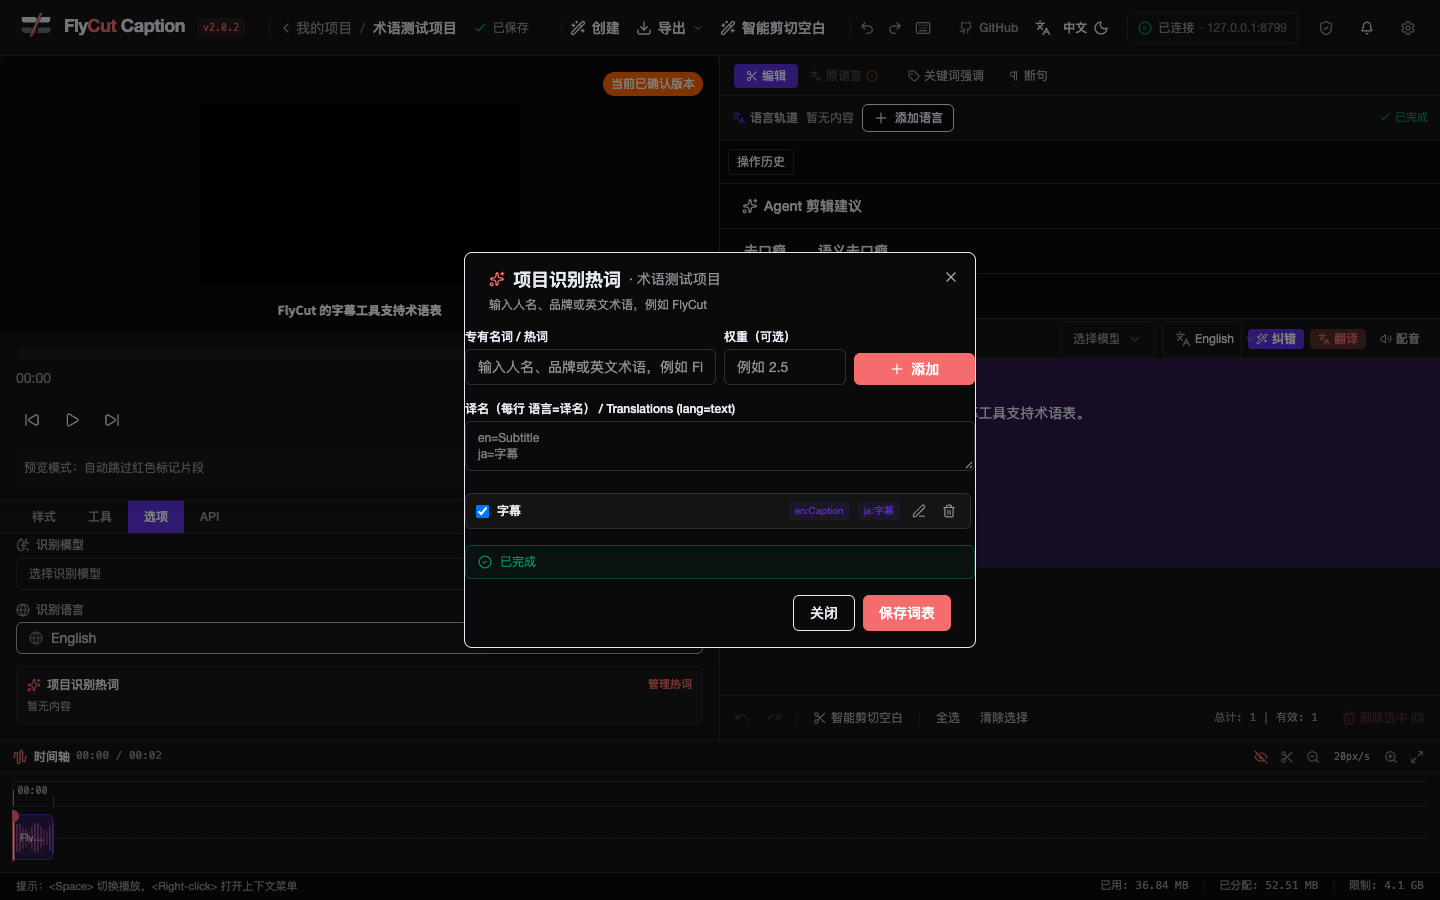 FlyCut Caption v2.0.2 我的项目 / 术语测试项目 已保存 创建 导出 智能剪切空白 GitHub 中文 已连接 · 127.0.0.1:8799
当前已确认版本
编辑 原语言 关键词强调 断句
语言轨道 暂无内容 添加语言 已完成
操作历史
Agent 剪辑建议
去口癖 语义去口癖
FlyCut 的字幕工具支持术语表
项目识别热词 · 术语测试项目
输入人名、品牌或英文术语，例如 FlyCut
专有名词 / 热词 权重（可选）
输入人名、品牌或英文术语，例如 Fl 例如 2.5 添加
译名（每行 语言=译名） / Translations (lang=text)
en=Subtitle
ja=字幕
字幕 en:Caption ja:字幕
已完成
关闭 保存词表
选择模型 English 纠错 翻译 配音
工具支持术语表。
00:00
预览模式：自动跳过红色标记片段
样式 工具 选项 API
识别模型
选择识别模型
识别语言
English
项目识别热词 管理热词
暂无内容
智能剪切空白 全选 清除选择 总计: 1 | 有效: 1 删除选中 (0)
时间轴 00:00 / 00:02 20px/s
00:00
Fly...
提示: <Space> 切换播放，<Right-click> 打开上下文菜单 已用: 36.84 MB 已分配: 52.51 MB 限制: 4.1 GB